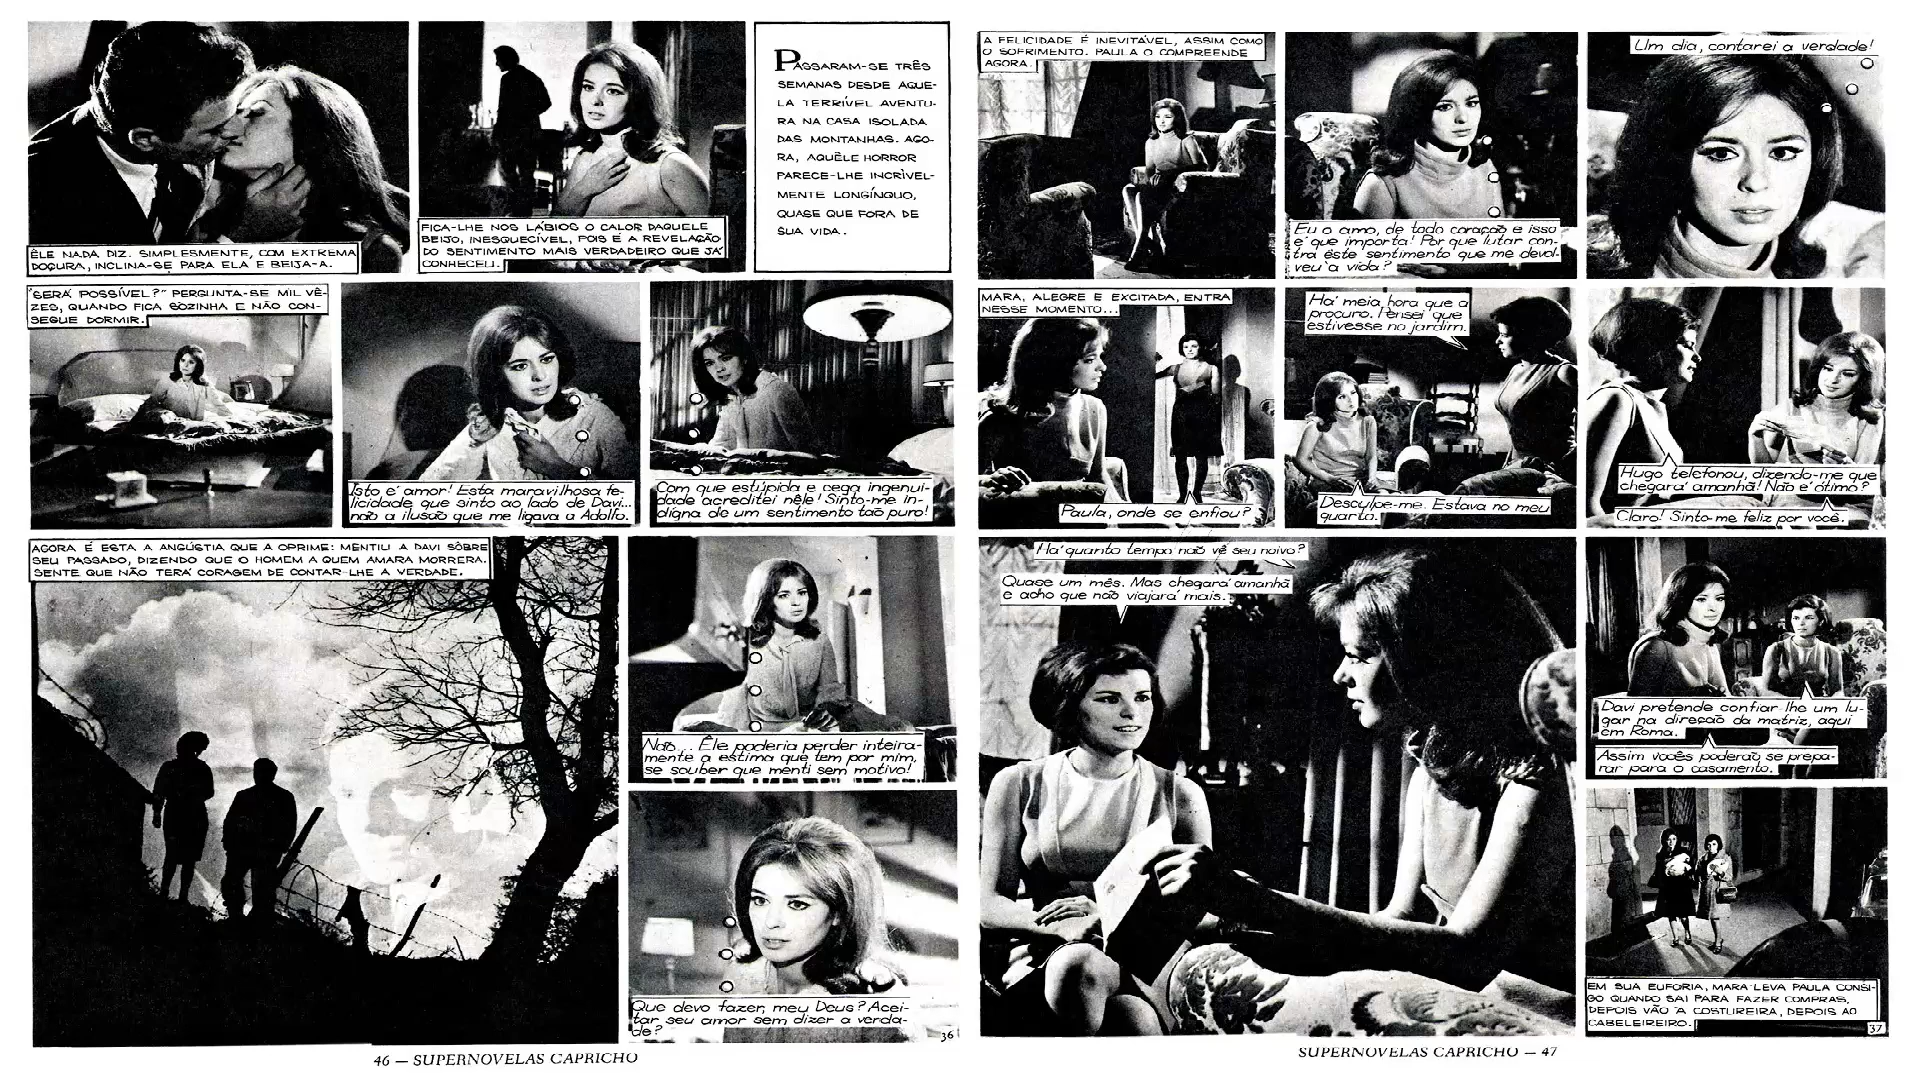 ÊLE NADA DIZ. SIMPLESMENTE, COM EXTREMA
DOÇURA, INCLINA-SE PARA ELA E BEIJA-A.
FICA-LHE NOS LÁBIOS O CALOR DAQUELE
BEIJO, INESQUECÍVEL, POIS É A REVELAÇÃO
DO SENTIMENTO MAIS VERDADEIRO QUE JÁ
CONHECEU.
PASSARAM-SE TRÊS
SEMANAS DESDE AQUE-
LA TERRÍVEL AVENTU-
RA NA CASA ISOLADA
DAS MONTANHAS. AGO-
RA, AQUÊLE HORROR
PARECE-LHE INCRÌVEL-
MENTE LONGÍNQUO,
QUASE QUE FORA DE
SUA VIDA.
"SERÁ POSSÍVEL?" PERGUNTA-SE MIL VÊ-
ZES, QUANDO FICA SÒZINHA E NÃO CON-
SEGUE DORMIR.
Isto é amor! Esta maravilhosa fe-
licidade que sinto ao lado de Davi...
não a ilusão que me ligava a Adolfo.
Com que estúpida e cega ingenui-
dade acreditei nêle! Sinto-me in-
digna de um sentimento tão puro!
AGORA É ESTA A ANGÚSTIA QUE A OPRIME: MENTIU A DAVI SÔBRE
SEU PASSADO, DIZENDO QUE O HOMEM A QUEM AMARA MORRERA.
SENTE QUE NÃO TERÁ CORAGEM DE CONTAR-LHE A VERDADE.
Não... Êle poderia perder inteira-
mente a estima que tem por mim,
se souber que menti sem motivo!
Que devo fazer, meu Deus? Acei-
tar seu amor sem dizer a verda-
de?
36
46 — SUPERNOVELAS CAPRICHO
A FELICIDADE É INEVITÁVEL, ASSIM COMO
O SOFRIMENTO. PAULA O COMPREENDE
AGORA.
Eu o amo, de todo coração e isso
é que importa! Por que lutar con-
tra êste sentimento que me devol-
veu à vida?
Um dia, contarei a verdade!
MARA, ALEGRE E EXCITADA, ENTRA
NESSE MOMENTO...
Paula, onde se enfiou?
Há meia hora que a
procuro. Pensei que
estivesse no jardim.
Desculpe-me. Estava no meu
quarto.
Hugo telefonou, dizendo-me que
chegará amanhã! Não é ótimo?
Claro! Sinto-me feliz por você.
Há quanto tempo não vê seu noivo?
Quase um mês. Mas chegará amanhã
e acho que não viajará mais.
Davi pretende confiar-lhe um lu-
gar na direção da matriz, aqui
em Roma.
Assim vocês poderão se prepa-
rar para o casamento.
EM SUA EUFORIA, MARA LEVA PAULA CONSI-
GO QUANDO SAI PARA FAZER COMPRAS,
DEPOIS VÃO À COSTUREIRA, DEPOIS AO
CABELEIREIRO.
37
SUPERNOVELAS CAPRICHO — 47